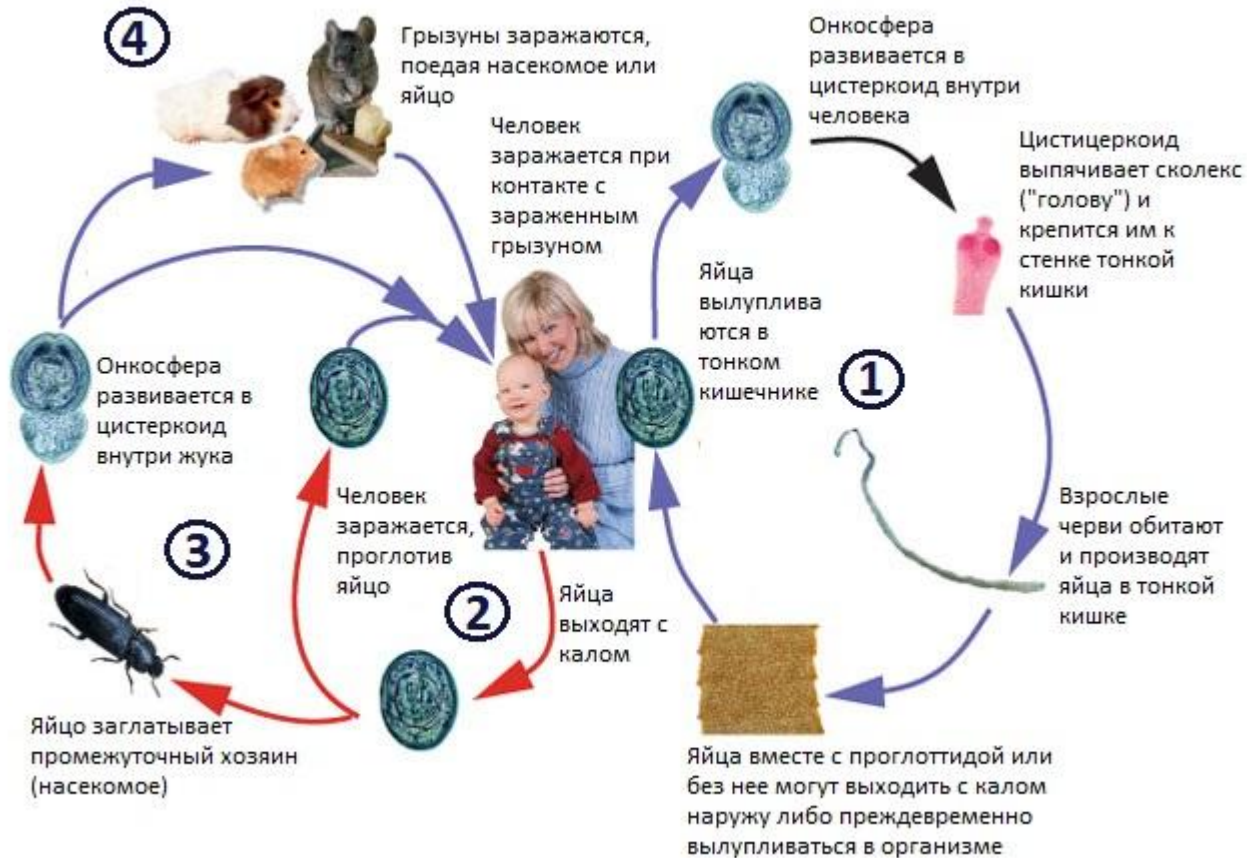 4
Грызуны заражаются,
поедая насекомое или
яйцо
Онкосфера
развивается в
цистеркоид внутри
человека
Человек
заражается при
контакте с
зараженным
грызуном
Цистицеркоид
выпячивает сколекс
("голову") и
крепится им к
стенке тонкой
кишки
Яйца
вылуплива
ются в
тонком
кишечнике
1
Онкосфера
развивается в
цистеркоид
внутри жука
Человек
заражается,
проглотив
яйцо
3
2
Яйца
выходят с
калом
Взрослые
черви обитают
и производят
яйца в тонкой
кишке
Яйцо заглатывает
промежуточный хозяин
(насекомое)
Яйца вместе с проглоттидой или
без нее могут выходить с калом
наружу либо преждевременно
вылупливаться в организме